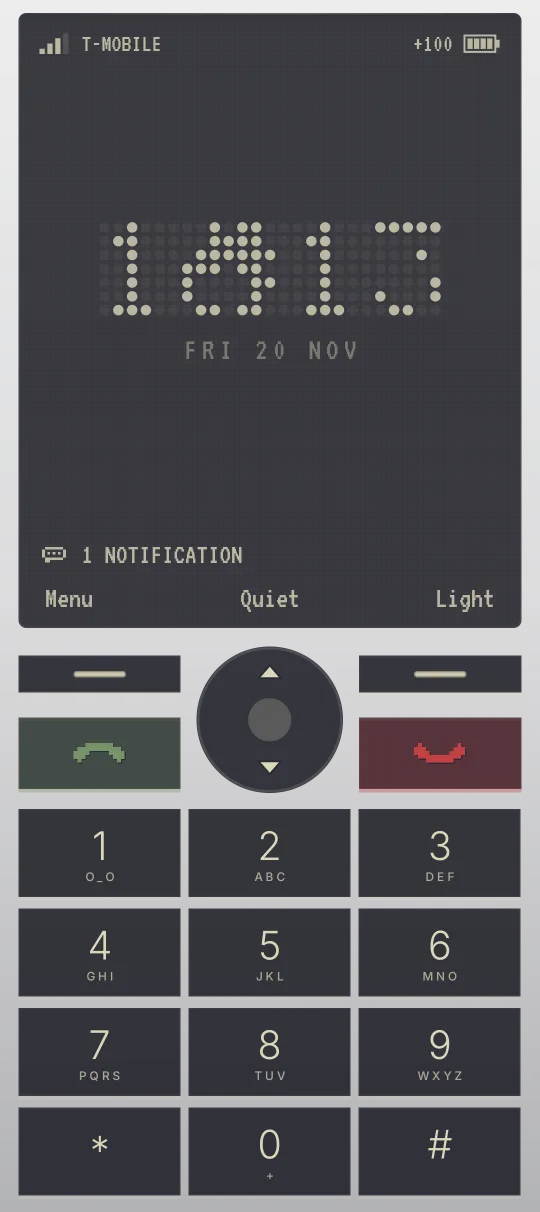 T-MOBILE +100
FRI 20 NOV
1 NOTIFICATION
Menu Quiet Light
1 2 3
O_O ABC DEF
4 5 6
GHI JKL MNO
7 8 9
PQRS TUV WXYZ
* 0 #
+